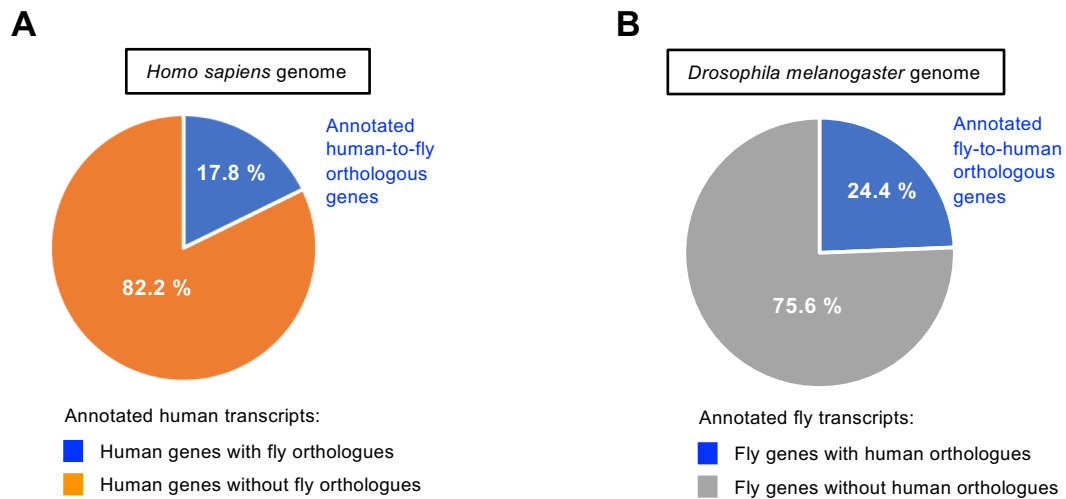 A
Homo sapiens genome
Annotated
human-to-fly
orthologous
genes
17.8 %
82.2 %
Annotated human transcripts:
Human genes with fly orthologues
Human genes without fly orthologues
B
Drosophila melanogaster genome
Annotated
fly-to-human
orthologous
genes
24.4 %
75.6 %
Annotated fly transcripts:
Fly genes with human orthologues
Fly genes without human orthologues